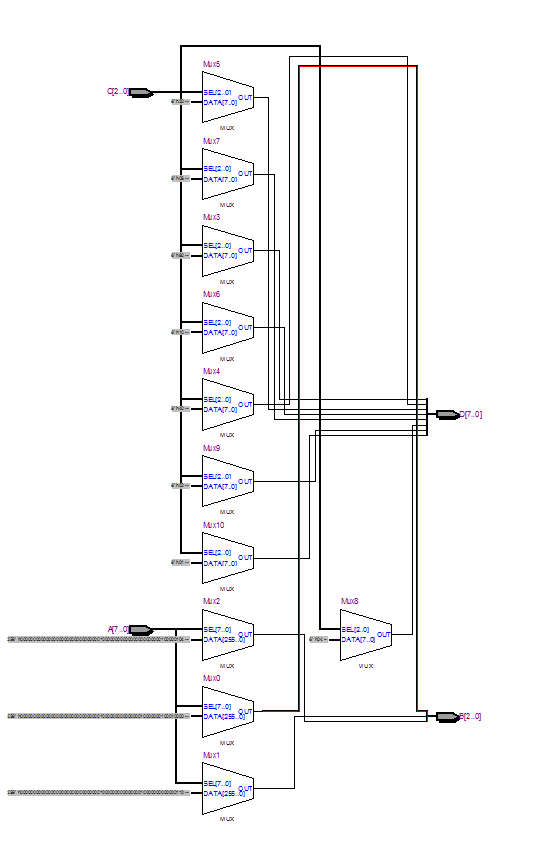 Mux5
C[2..0]
SEL[2..0]
DATA[7..0]
OUT
MUX
Mux7
SEL[2..0]
DATA[7..0]
OUT
MUX
Mux3
SEL[2..0]
DATA[7..0]
OUT
MUX
Mux6
SEL[2..0]
DATA[7..0]
OUT
MUX
Mux4
SEL[2..0]
DATA[7..0]
OUT
MUX
D[7..0]
Mux9
SEL[2..0]
DATA[7..0]
OUT
MUX
Mux10
SEL[2..0]
DATA[7..0]
OUT
MUX
Mux2
A[7..0]
SEL[7..0]
DATA[255..0]
OUT
MUX
Mux8
SEL[2..0]
DATA[7..0]
OUT
MUX
Mux0
SEL[7..0]
DATA[255..0]
OUT
MUX
B[2..0]
Mux1
SEL[7..0]
DATA[255..0]
OUT
MUX